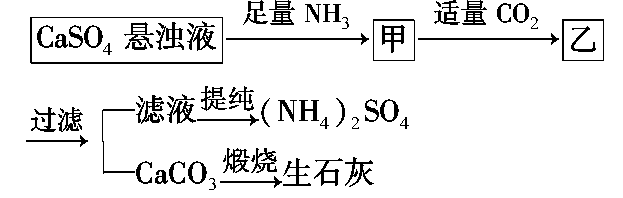 CaSO₄ 悬浊液 足量 NH₃ 甲 适量 CO₂ 乙
过滤 滤液 提纯 (NH₄)₂SO₄
CaCO₃ 煅烧 生石灰